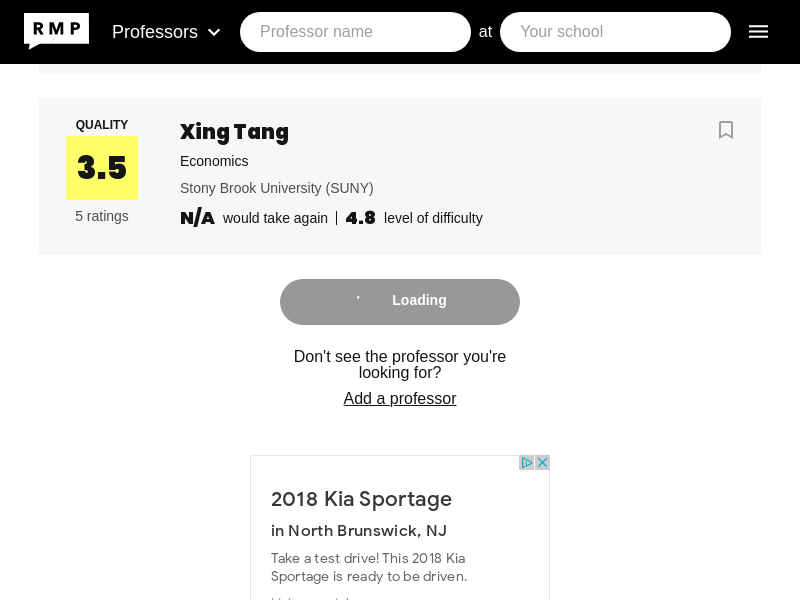 RMP
Professors
Professor name
at
Your school
QUALITY
3.5
5 ratings
Xing Tang
Economics
Stony Brook University (SUNY)
N/A would take again | 4.8 level of difficulty
Loading
Don't see the professor you're
looking for?
Add a professor
2018 Kia Sportage
in North Brunswick, NJ
Take a test drive! This 2018 Kia
Sportage is ready to be driven.